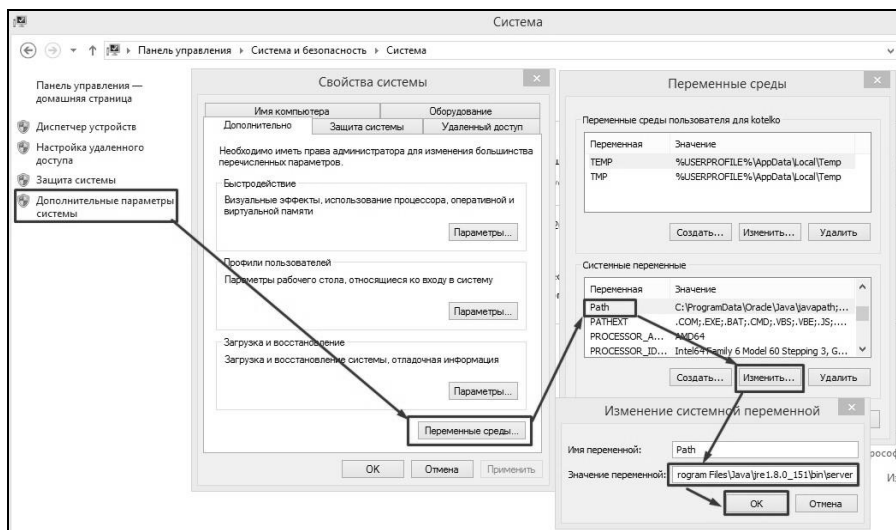 Система
Панель управления
Система и безопасность
Система
Панель управления —
домашняя страница
Диспетчер устройств
Настройка удаленного
доступа
Защита системы
Дополнительные параметры
системы
Свойства системы
Имя компьютера
Оборудование
Дополнительно
Защита системы
Удаленный доступ
Необходимо иметь права администратора для изменения большинства
перечисленных параметров.
Быстродействие
Визуальные эффекты, использование процессора, оперативной и
виртуальной памяти
Параметры...
Профили пользователей
Параметры рабочего стола, относящиеся ко входу в систему
Параметры...
Загрузка и восстановление
Загрузка и восстановление системы, отладочная информация
Параметры...
Переменные среды...
OK
Отмена
Применить
Переменные среды
Переменные среды пользователя для kotelko
Переменная Значение
TEMP %USERPROFILE%\AppData\Local\Temp
TMP %USERPROFILE%\AppData\Local\Temp
Создать...
Изменить...
Удалить
Системные переменные
Переменная Значение
Path C:\ProgramData\Oracle\Java\javapath;...
PATHEXT .COM;.EXE;.BAT;.CMD;.VBS;.VBE;.JS;....
PROCESSOR_A... AMD64
PROCESSOR_ID... Intel64 Family 6 Model 60 Stepping 3, G...
Создать...
Изменить...
Удалить
Изменение системной переменной
Имя переменной: Path
Значение переменной: rogram Files\Java\jre1.8.0_151\bin\server
OK
Отмена